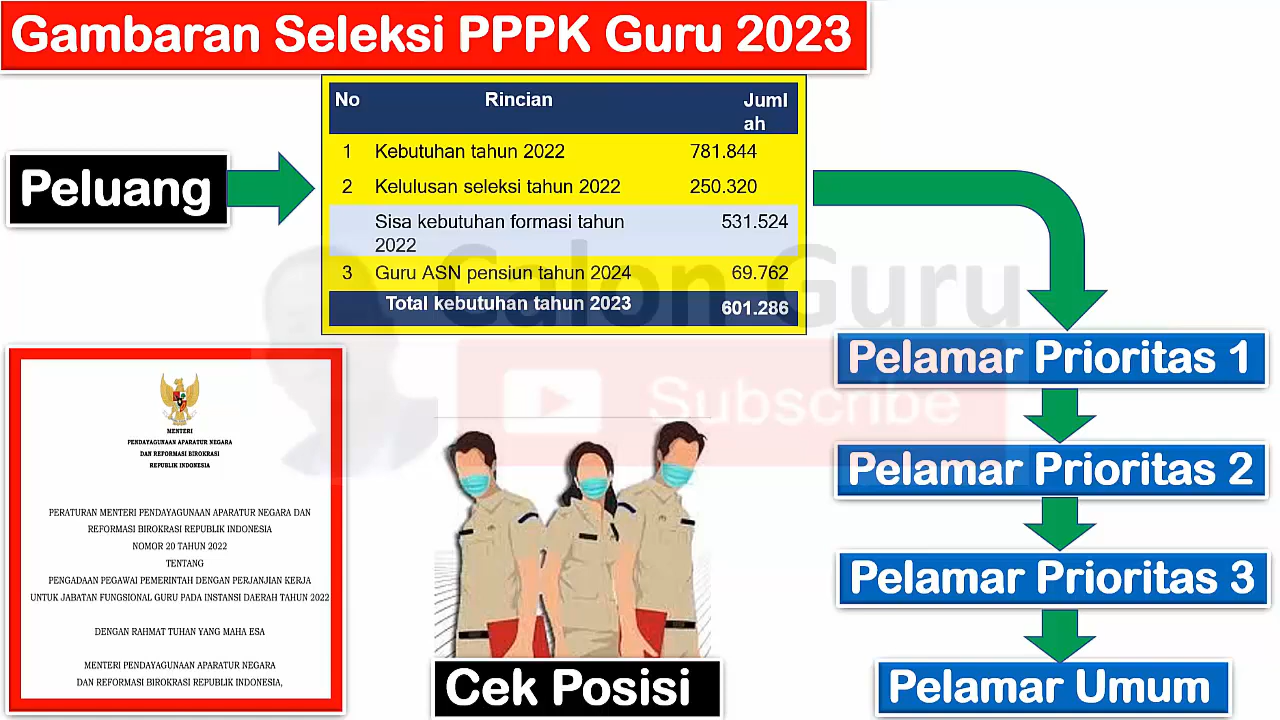 Gambaran Seleksi PPPK Guru 2023
Peluang
No Rincian Juml
ah
1 Kebutuhan tahun 2022 781.844
2 Kelulusan seleksi tahun 2022 250.320
Sisa kebutuhan formasi tahun 531.524
2022
3 Guru ASN pensiun tahun 2024 69.762
Total kebutuhan tahun 2023 601.286
Calon Guru
Subscribe
MENTERI
PENDAYAGUNAAN APARATUR NEGARA
DAN REFORMASI BIROKRASI
REPUBLIK INDONESIA
PERATURAN MENTERI PENDAYAGUNAAN APARATUR NEGARA DAN
REFORMASI BIROKRASI REPUBLIK INDONESIA
NOMOR 20 TAHUN 2022
TENTANG
PENGADAAN PEGAWAI PEMERINTAH DENGAN PERJANJIAN KERJA
UNTUK JABATAN FUNGSIONAL GURU PADA INSTANSI DAERAH TAHUN 2022
DENGAN RAHMAT TUHAN YANG MAHA ESA
MENTERI PENDAYAGUNAAN APARATUR NEGARA
DAN REFORMASI BIROKRASI REPUBLIK INDONESIA,
Cek Posisi
Pelamar Prioritas 1
Pelamar Prioritas 2
Pelamar Prioritas 3
Pelamar Umum